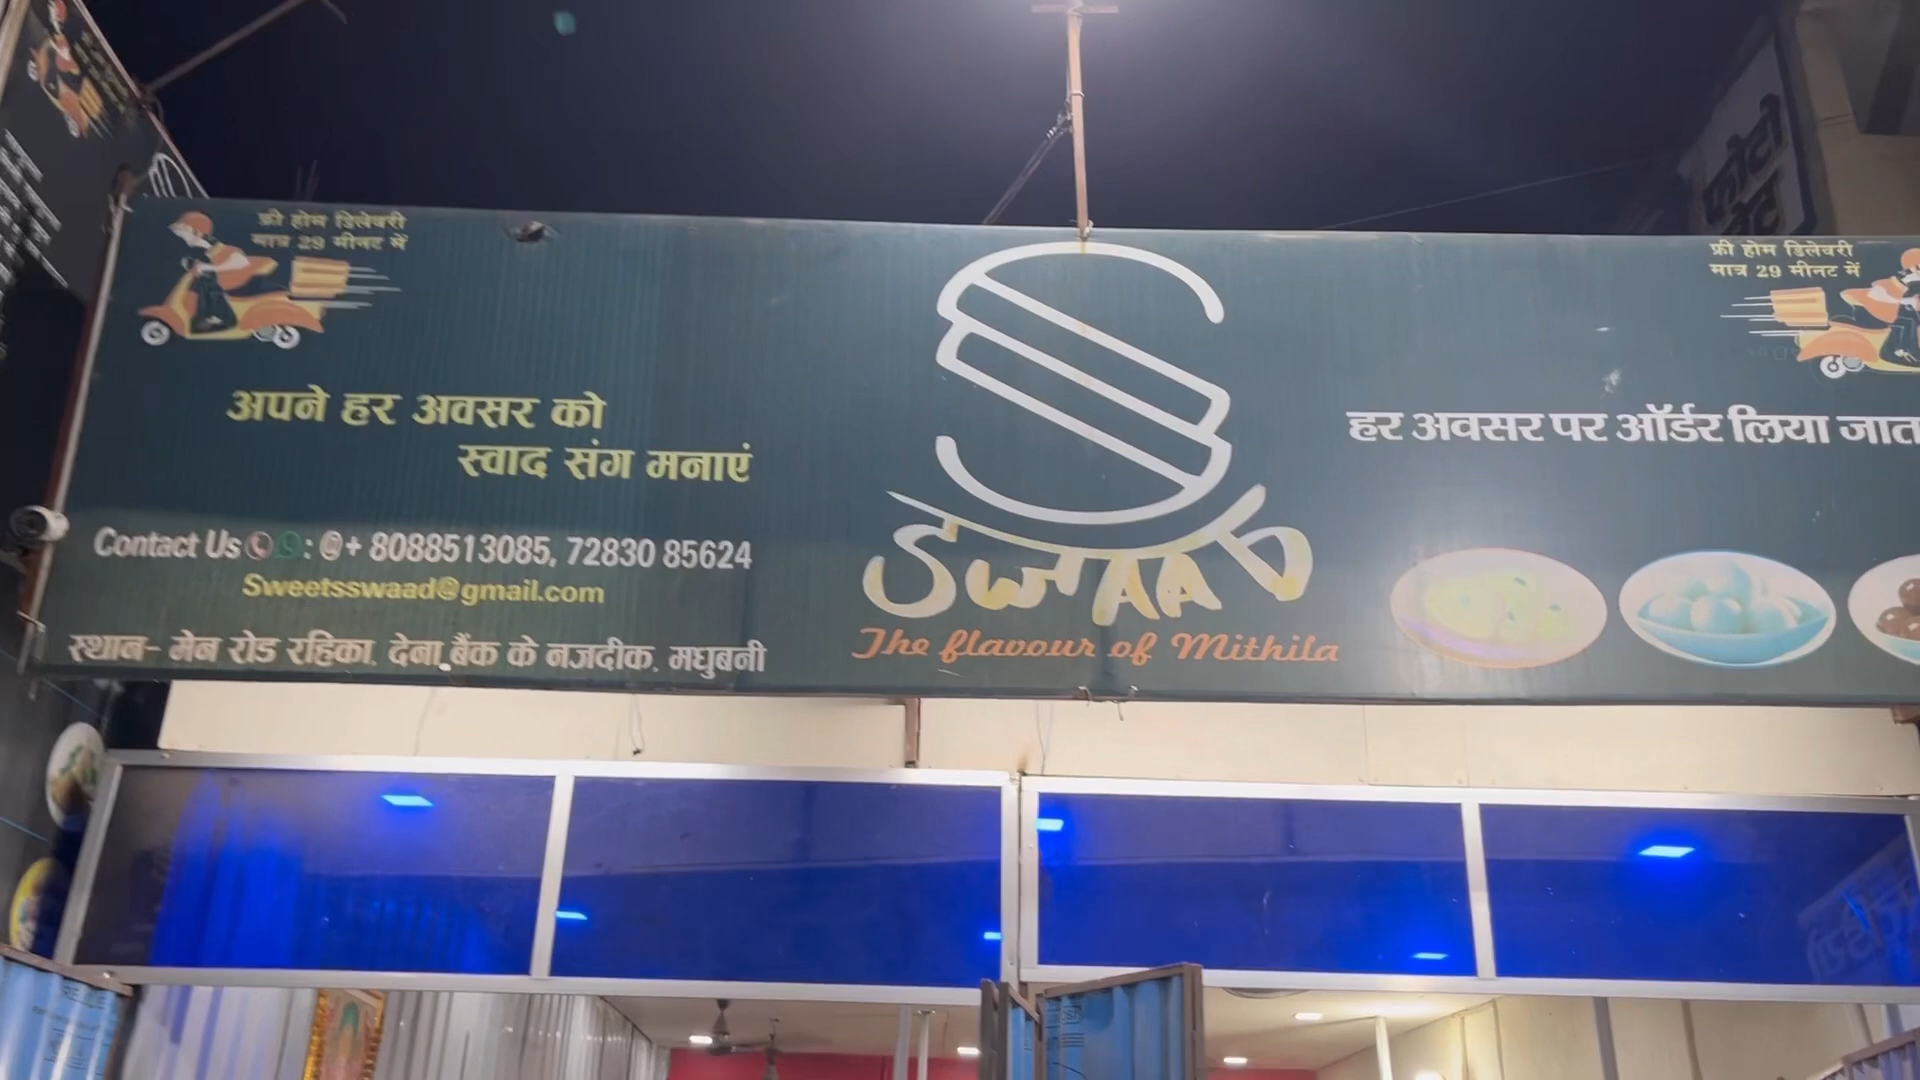 फ्री होम डिलेवरी
मात्र 29 मीनट में
अपने हर अवसर को
स्वाद संग मनाएं
Contact Us : @+ 8088513085, 72830 85624
Sweetsswaad@gmail.com
स्थान- मेन रोड रहिका, देना बैंक के नजदीक, मधुबनी
SWAAD
The flavour of Mithila
फ्री होम डिलेवरी
मात्र 29 मीनट में
हर अवसर पर ऑर्डर लिया जात
फोटो